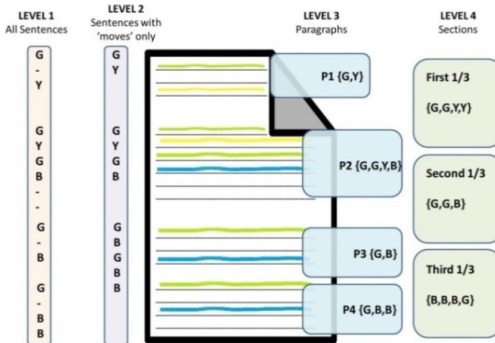 LEVEL 1
All Sentences
LEVEL 2
Sentences with
'moves' only
LEVEL 3
Paragraphs
LEVEL 4
Sections
G
-
Y
G
Y
G
B
-
-
G
-
B
G
-
B
B
G
Y
G
Y
G
B
G
B
G
B
B
P1 {G,Y}
P2 {G,G,Y,B}
P3 {G,B}
P4 {G,B,B}
First 1/3
{G,G,Y,Y}
Second 1/3
{G,G,B}
Third 1/3
{B,B,B,G}